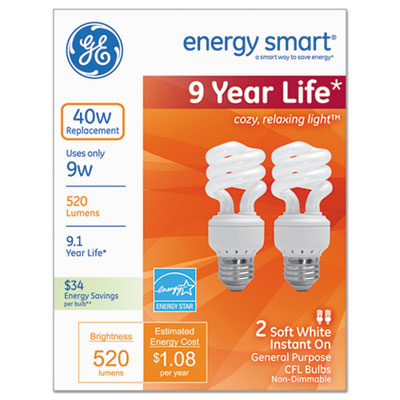 GE
energy smart®
a smart way to save energy®
9 Year Life*
cozy, relaxing light™
40w
Replacement
Uses only
9w
520
Lumens
9.1
Year Life*
$34
Energy Savings
per bulb**
energy
ENERGY STAR
Brightness
520
lumens
Estimated
Energy Cost
$1.08
per year
2 Soft White
Instant On
General Purpose
CFL Bulbs
Non-Dimmable